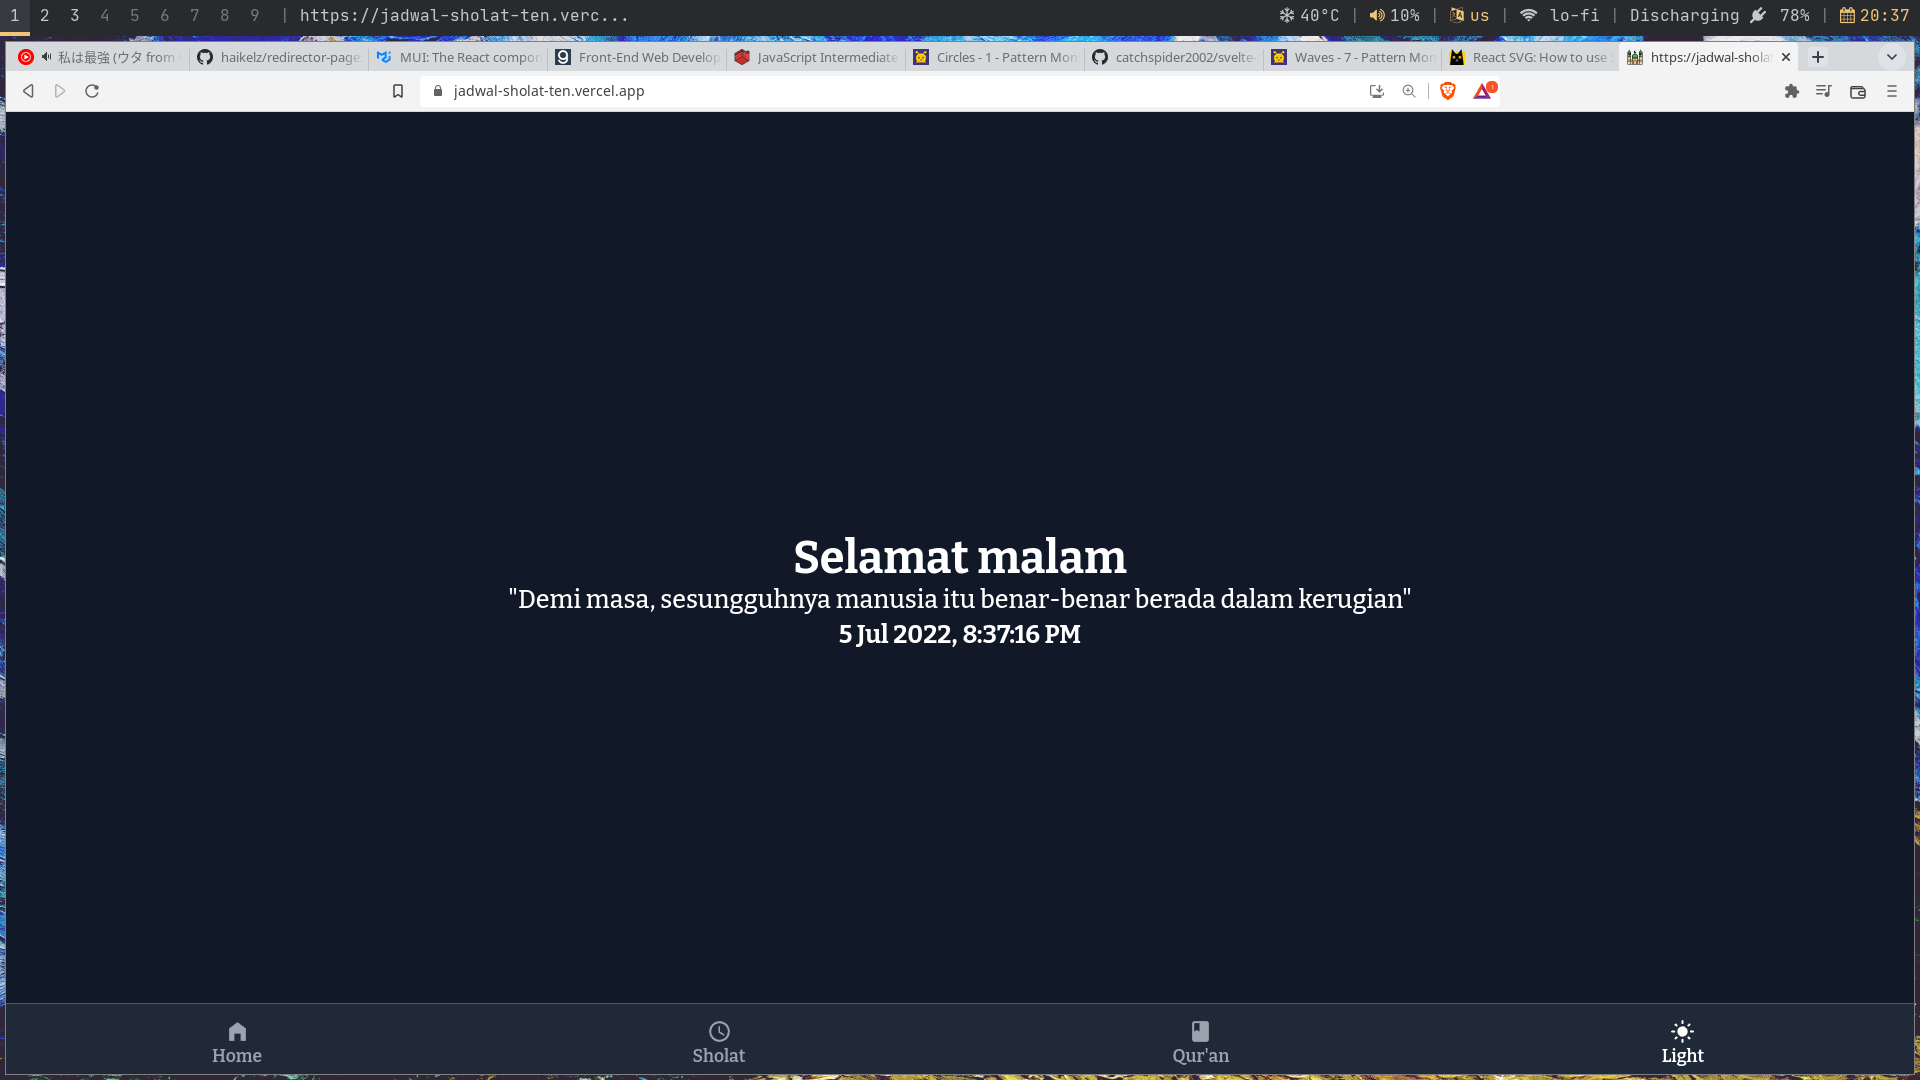 1 2 3 4 5 6 7 8 9 | https://jadwal-sholat-ten.verc... 40°C | 10% | us | lo-fi | Discharging 78% | 20:37
私は最強 (ウタ from haikelz/redirector-page MUI: The React compon Front-End Web Develop JavaScript Intermediate Circles - 1 - Pattern Mon catchspider2002/svelte- Waves - 7 - Pattern Mon React SVG: How to use https://jadwal-sholat
jadwal-sholat-ten.vercel.app
Selamat malam
"Demi masa, sesungguhnya manusia itu benar-benar berada dalam kerugian"
5 Jul 2022, 8:37:16 PM
Home Sholat Qur'an Light